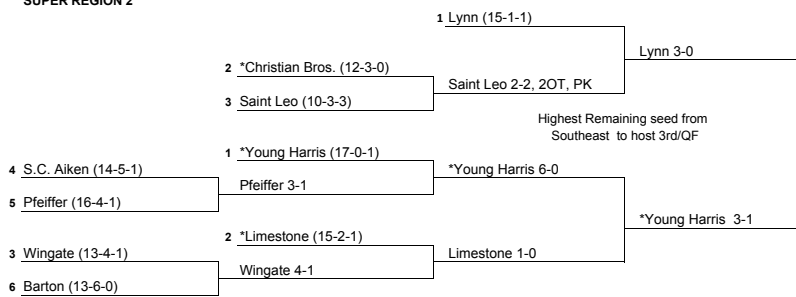 SUPER REGION 2
1 Lynn (15-1-1)
Lynn 3-0
2 *Christian Bros. (12-3-0)
Saint Leo 2-2, 2OT, PK
3 Saint Leo (10-3-3)
Highest Remaining seed from
Southeast to host 3rd/QF
1 *Young Harris (17-0-1)
4 S.C. Aiken (14-5-1)
*Young Harris 6-0
Pfeiffer 3-1
5 Pfeiffer (16-4-1)
*Young Harris 3-1
2 *Limestone (15-2-1)
3 Wingate (13-4-1)
Limestone 1-0
Wingate 4-1
6 Barton (13-6-0)